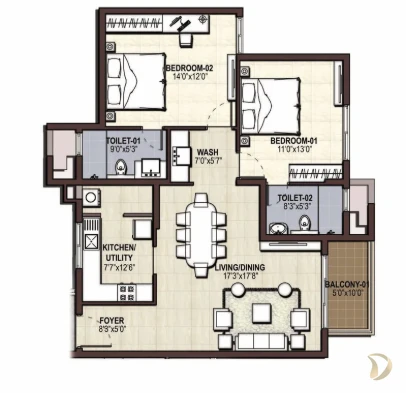 BEDROOM-02
14'0"x12'0"
BEDROOM-01
11'0"x13'0"
TOILET-01
9'0"x5'3"
WASH
7'0"x5'7"
TOILET-02
8'3"x5'3"
KITCHEN/
UTILITY
7'7"x12'6"
LIVING/DINING
17'3"x17'8"
BALCONY-01
5'0"x10'0"
FOYER
8'3"x5'0"